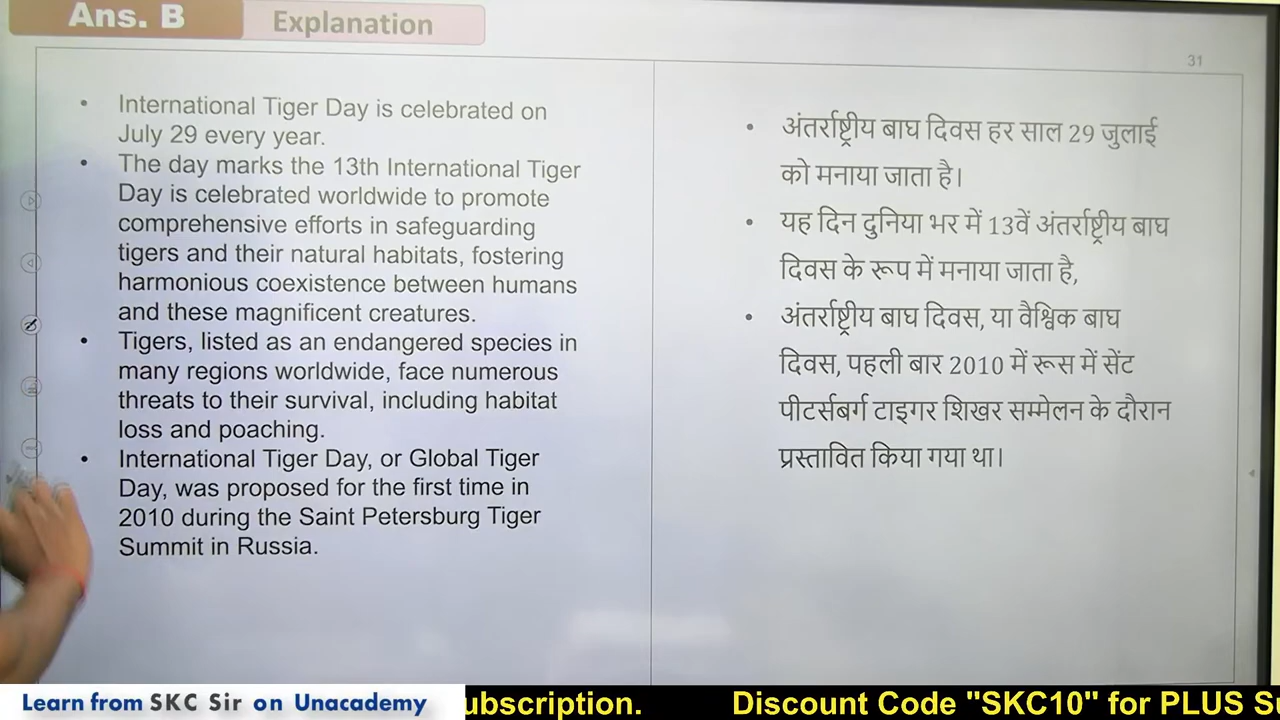 Ans. B
Explanation
31
• International Tiger Day is celebrated on
July 29 every year.
• The day marks the 13th International Tiger
Day is celebrated worldwide to promote
comprehensive efforts in safeguarding
tigers and their natural habitats, fostering
harmonious coexistence between humans
and these magnificent creatures.
• Tigers, listed as an endangered species in
many regions worldwide, face numerous
threats to their survival, including habitat
loss and poaching.
• International Tiger Day, or Global Tiger
Day, was proposed for the first time in
2010 during the Saint Petersburg Tiger
Summit in Russia.
• अंतर्राष्ट्रीय बाघ दिवस हर साल 29 जुलाई
को मनाया जाता है।
• यह दिन दुनिया भर में 13वें अंतर्राष्ट्रीय बाघ
दिवस के रूप में मनाया जाता है,
• अंतर्राष्ट्रीय बाघ दिवस, या वैश्विक बाघ
दिवस, पहली बार 2010 में रूस में सेंट
पीटर्सबर्ग टाइगर शिखर सम्मेलन के दौरान
प्रस्तावित किया गया था।
Learn from SKC Sir on Unacademy
ubscription. Discount Code "SKC10" for PLUS Su